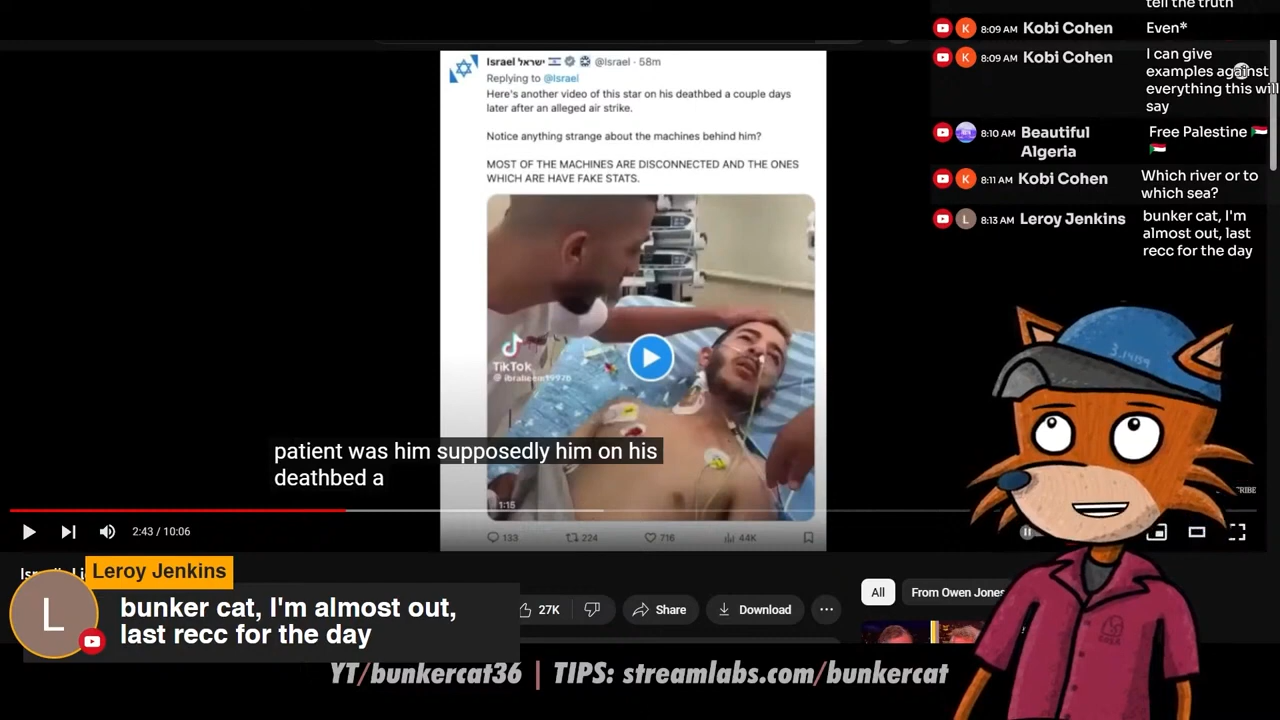 tell the truth
8:09 AM Kobi Cohen Even*
8:09 AM Kobi Cohen I can give
examples against
everything this will
say
8:10 AM Beautiful
Algeria
Free Palestine
K 8:11 AM Kobi Cohen Which river or to
which sea?
L 8:13 AM Leroy Jenkins bunker cat, I'm
almost out, last
recc for the day
Israel ישראל @Israel · 58m
Replying to @Israel
Here's another video of this star on his deathbed a couple days
later after an alleged air strike.
Notice anything strange about the machines behind him?
MOST OF THE MACHINES ARE DISCONNECTED AND THE ONES
WHICH ARE HAVE FAKE STATS.
TikTok
1:15
133 224 716 44K
patient was him supposedly him on his
deathbed a
3.14159
2:43 / 10:06
Leroy Jenkins
L
bunker cat, I'm almost out,
last recc for the day
27K Share Download
All From Owen Jones
YT/bunkercat36 | TIPS: streamlabs.com/bunkercat